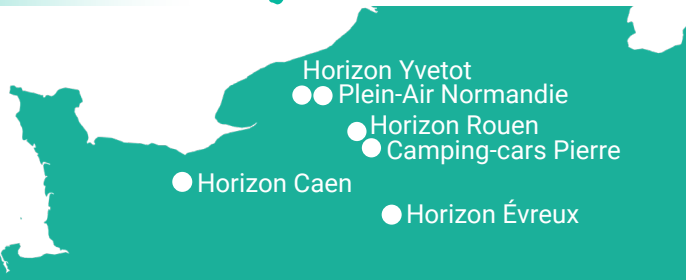 Horizon Yvetot
Plein-Air Normandie
Horizon Rouen
Camping-cars Pierre
Horizon Caen
Horizon Évreux